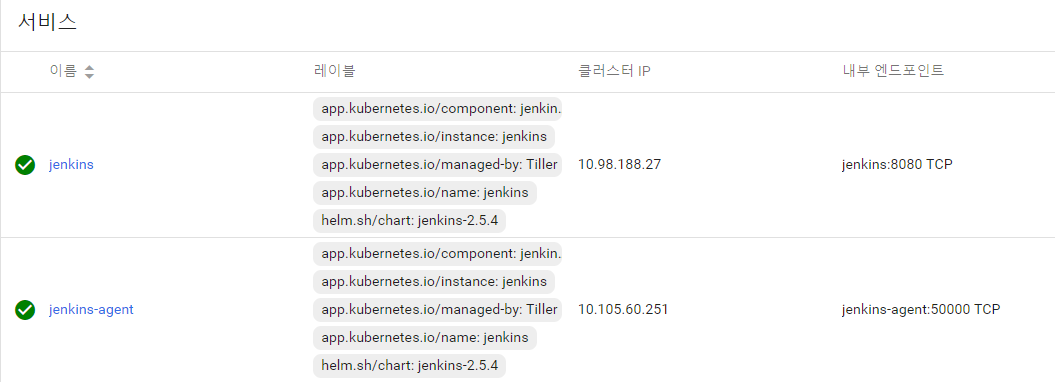 서비스
이름 레이블 클러스터 IP 내부 엔드포인트
app.kubernetes.io/component: jenkin.
app.kubernetes.io/instance: jenkins
jenkins app.kubernetes.io/managed-by: Tiller 10.98.188.27 jenkins:8080 TCP
app.kubernetes.io/name: jenkins
helm.sh/chart: jenkins-2.5.4
app.kubernetes.io/component: jenkin.
app.kubernetes.io/instance: jenkins
jenkins-agent app.kubernetes.io/managed-by: Tiller 10.105.60.251 jenkins-agent:50000 TCP
app.kubernetes.io/name: jenkins
helm.sh/chart: jenkins-2.5.4